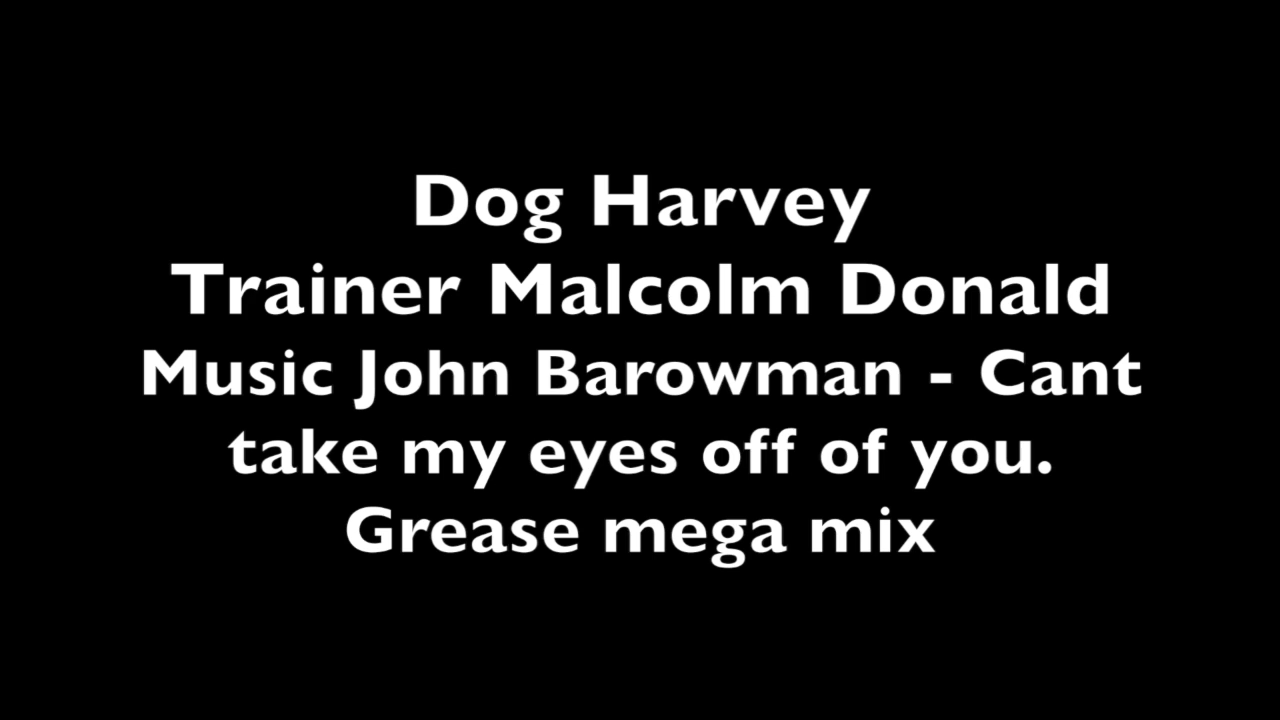 Dog Harvey
Trainer Malcolm Donald
Music John Barowman - Cant
take my eyes off of you.
Grease mega mix